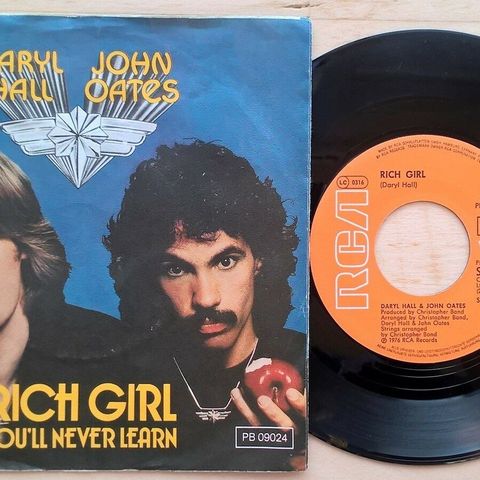 ARYL JOHN
HALL OATES
RICH GIRL
YOU'LL NEVER LEARN
PB 09024
RCA
LC 0316
RICH GIRL
(Daryl Hall)
DARYL HALL & JOHN OATES
Produced by Christopher Bond
Arranged by Christopher Bond,
Daryl Hall & John Oates
Strings arranged
by Christopher Bond
℗ 1976 RCA Records